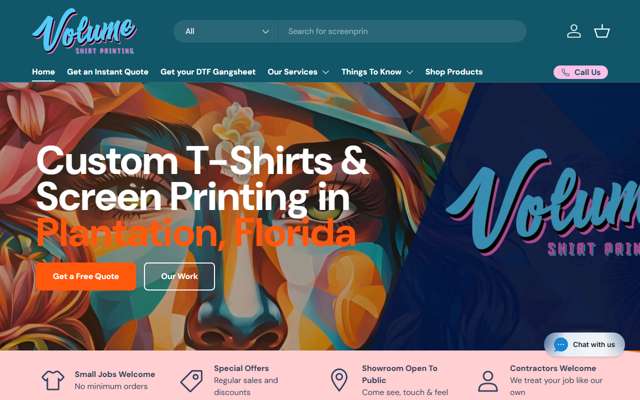 Volume
SHIRT PRINTING
All
Search for screenprin
Home
Get an Instant Quote
Get your DTF Gangsheet
Our Services
Things To Know
Shop Products
Call Us
Custom T-Shirts &
Screen Printing in
Plantation, Florida
Get a Free Quote
Our Work
Volum
SHIRT PRIN
Chat with us
Small Jobs Welcome
No minimum orders
Special Offers
Regular sales and
discounts
Showroom Open To
Public
Come see, touch & feel
Contractors Welcome
We treat your job like our
own